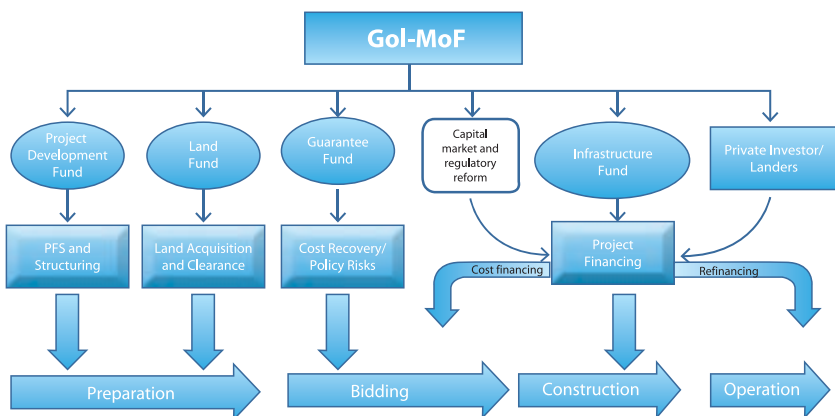 GoI-MoF
Project
Development
Fund
Land
Fund
Guarantee
Fund
Capital
market and
regulatory
reform
Infrastructure
Fund
Private Investor/
Landers
PFS and
Structuring
Land Acquisition
and Clearance
Cost Recovery/
Policy Risks
Project
Financing
Cost financing
Refinancing
Preparation
Bidding
Construction
Operation